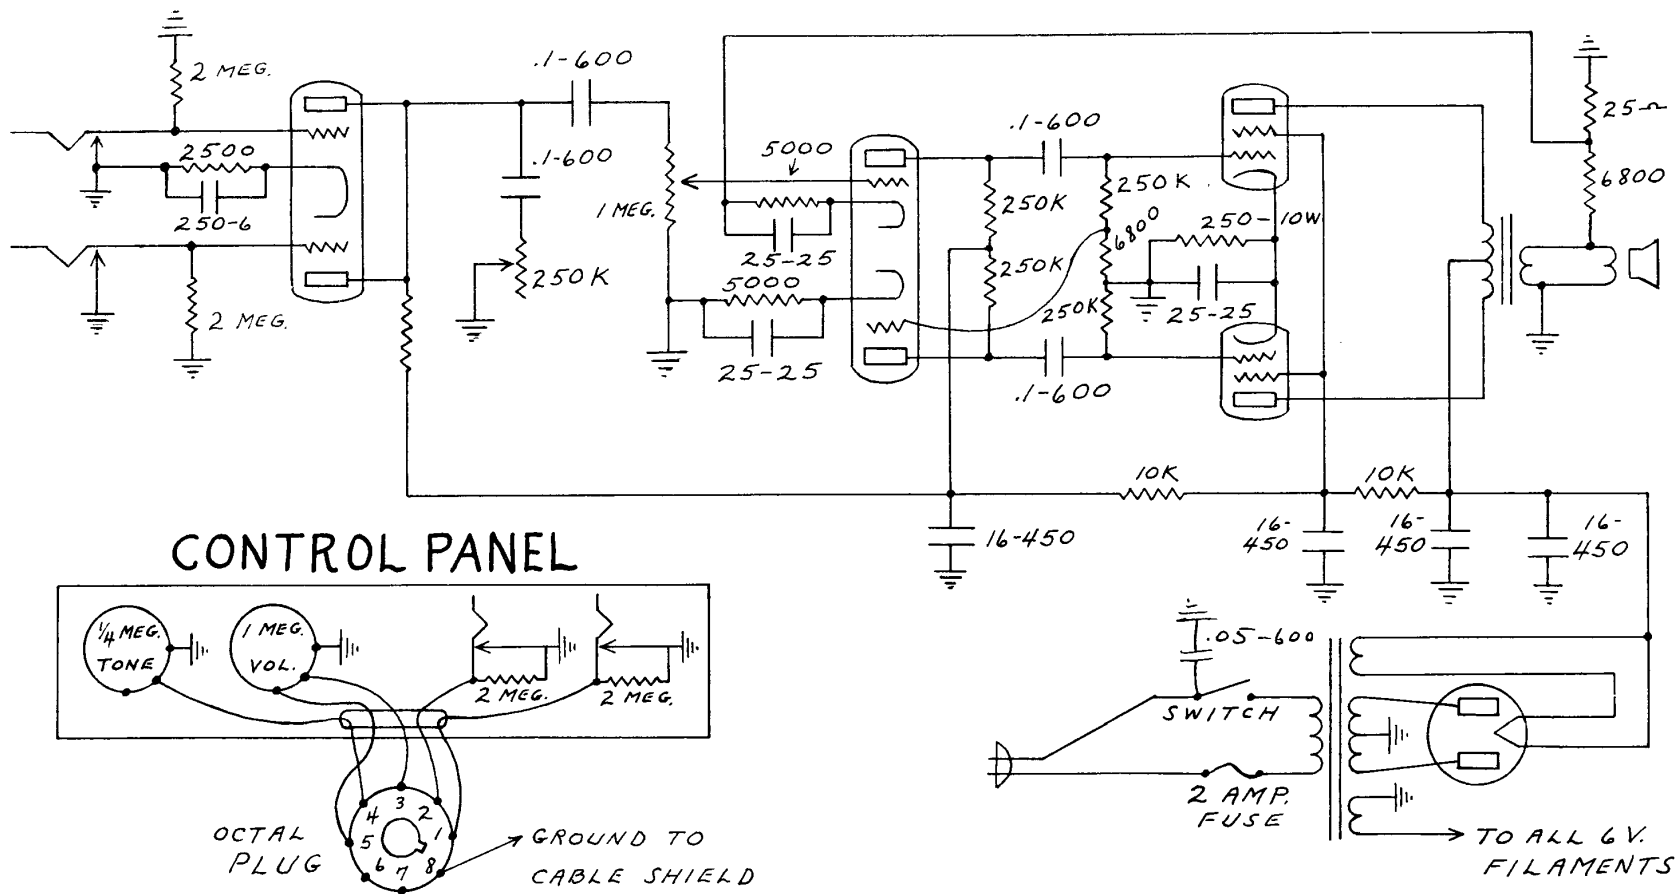 2 MEG.
2500
250-6
2 MEG.
.1-600
.1-600
250K
1 MEG.
5000
25-25
5000
25-25
250K
250K
.1-600
.1-600
250K
6800
250K
250-10W
25-25
25Ω
6800
10K
10K
16-450
16-
450
16-
450
16-
450
CONTROL PANEL
1/4 MEG.
TONE
1 MEG.
VOL.
2 MEG.
2 MEG.
OCTAL
PLUG
1
2
3
4
5
6
7
8
GROUND TO
CABLE SHIELD
.05-600
SWITCH
2 AMP.
FUSE
TO ALL 6V.
FILAMENTS